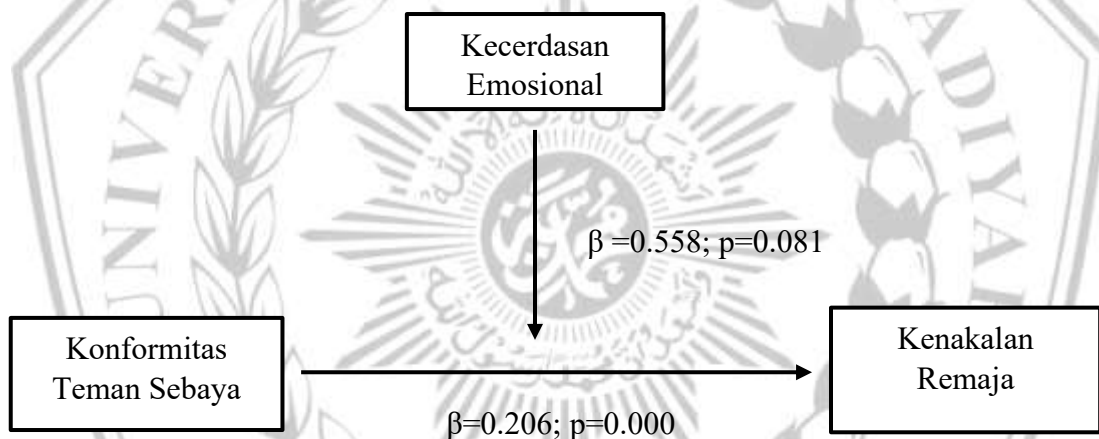 Kecerdasan
Emosional
β =0.558; p=0.081
Konformitas
Teman Sebaya
Kenakalan
Remaja
β=0.206; p=0.000